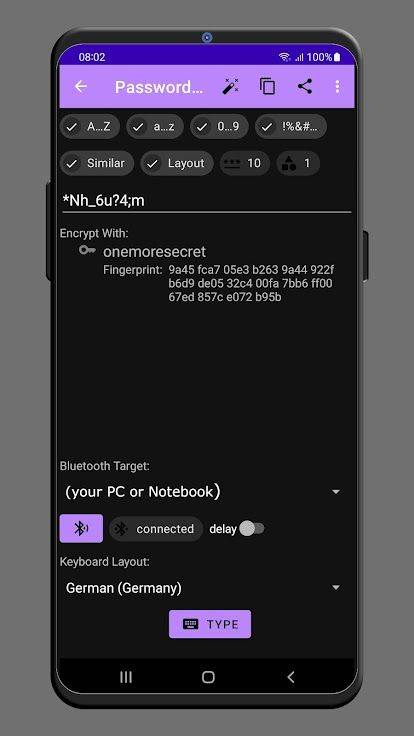 08:02 100%
Password…
A…Z a…z 0…9 !%&#…
Similar Layout 10 1
*Nh_6u?4;m
Encrypt With:
onemoresecret
Fingerprint: 9a45 fca7 05e3 b263 9a44 922f
b6d9 de05 32c4 00fa 7bb6 ff00
67ed 857c e072 b95b
Bluetooth Target:
(your PC or Notebook)
connected delay
Keyboard Layout:
German (Germany)
TYPE